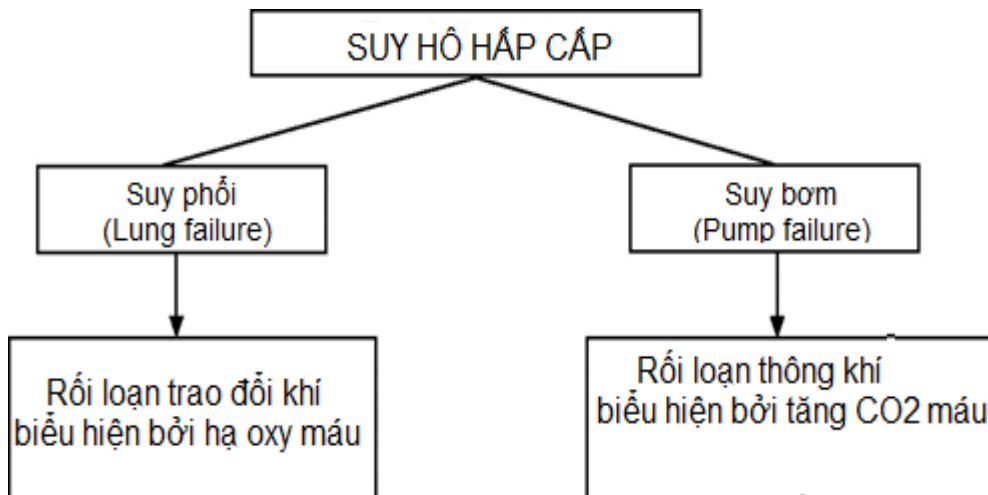 SUY HÔ HẤP CẤP
Suy phổi
(Lung failure)
Suy bơm
(Pump failure)
Rối loạn trao đổi khí
biểu hiện bởi hạ oxy máu
Rối loạn thông khí
biểu hiện bởi tăng CO2 máu